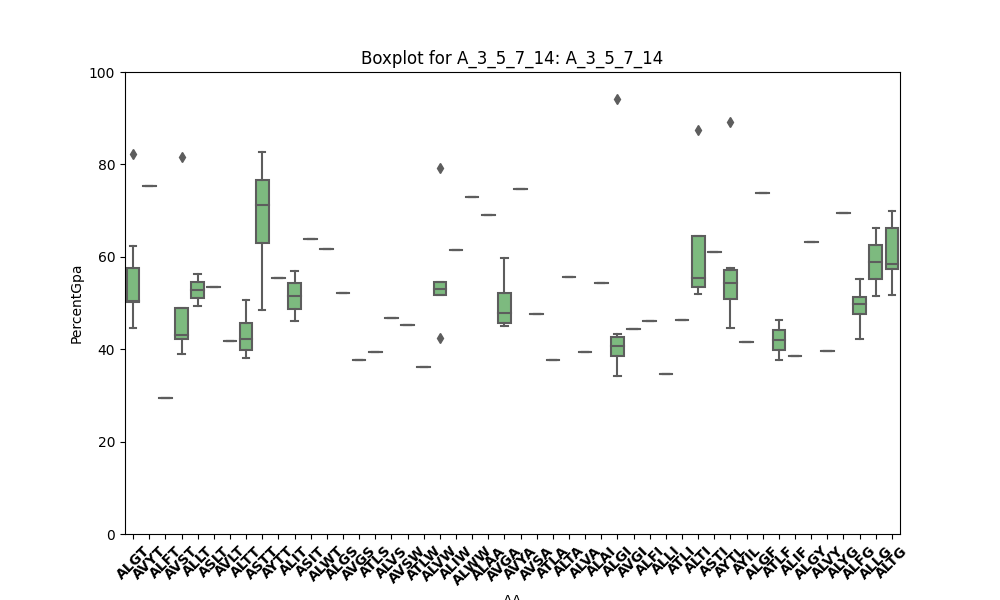 Boxplot for A_3_5_7_14: A_3_5_7_14
PercentGpa
100
80
60
40
20
0
ALGT AVYT ALFT AVST ALLT ASLT AVLT ALTT ASTT AYTT ALIT ASIT ALWT ALGS AVGS ATLS ALVS AVSW ATLW ALVW ALIW ALWW ALAA AVGA AVYA AVSA ATLA ALTA ALVA ALAI ALGI AVGI ALFI ALLI ATLI ALTI ASTI AYTI AYIL ALGF ATLF ALIF ALGY ALVY ALYG ALFG ALLG ALTG
AA